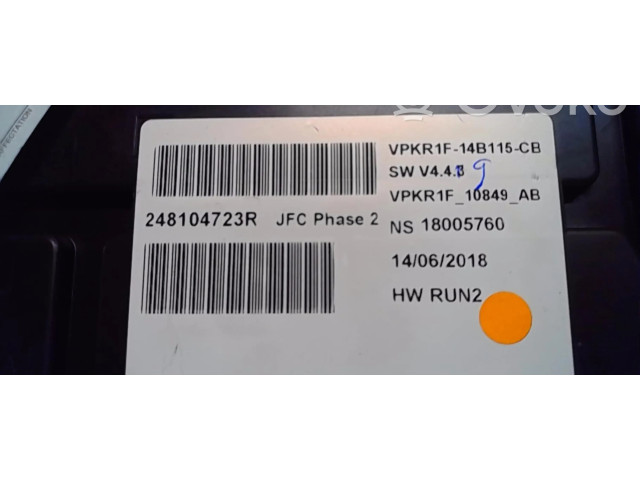 VPKR1F-14B115-CB
SW V4.4. 9
VPKR1F_10849_AB
248104723R JFC Phase 2
NS 18005760
14/06/2018
HW RUN2